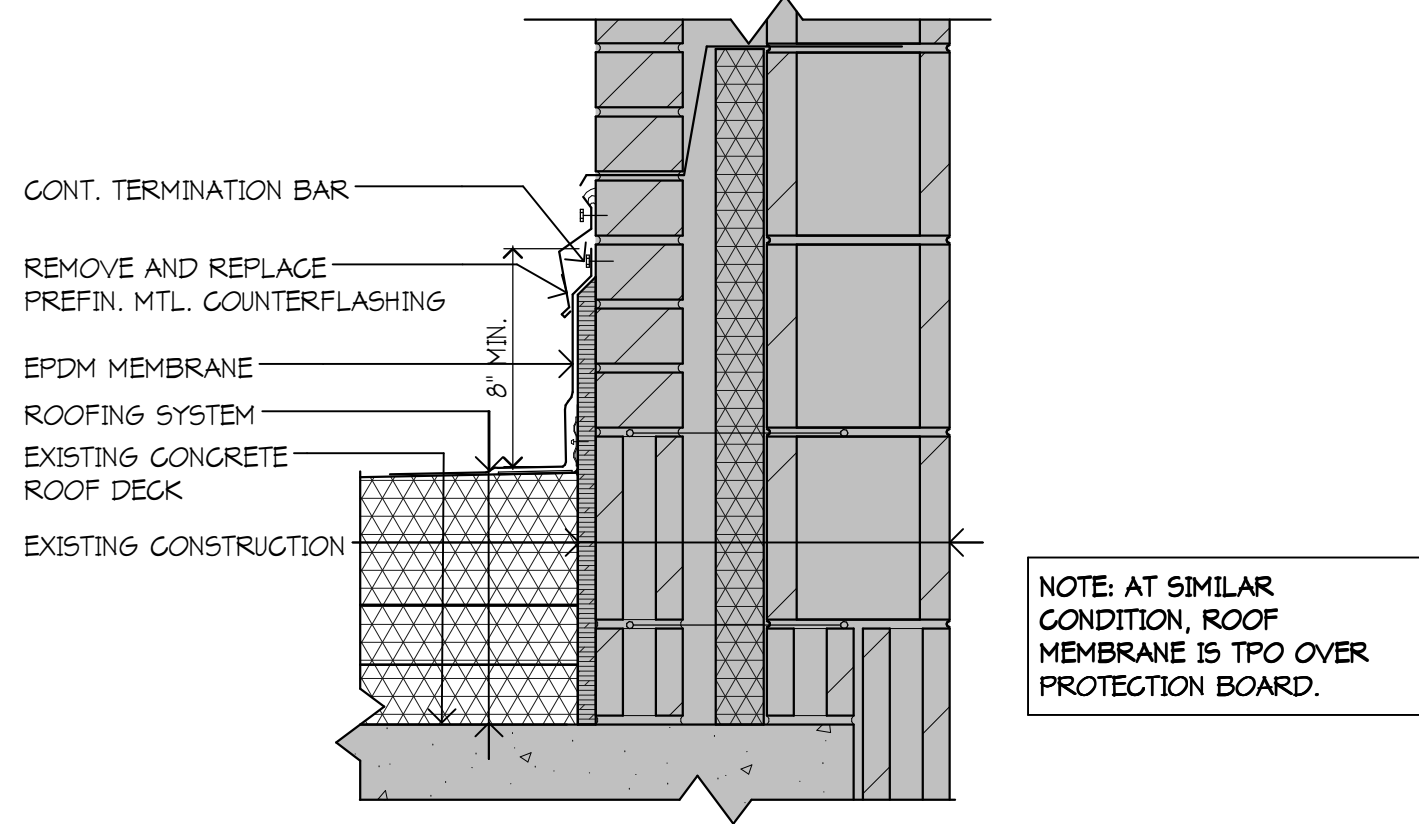 CONT. TERMINATION BAR
REMOVE AND REPLACE
PREFIN. MTL. COUNTERFLASHING
8" MIN.
EPDM MEMBRANE
ROOFING SYSTEM
EXISTING CONCRETE
ROOF DECK
EXISTING CONSTRUCTION
NOTE: AT SIMILAR
CONDITION, ROOF
MEMBRANE IS TPO OVER
PROTECTION BOARD.